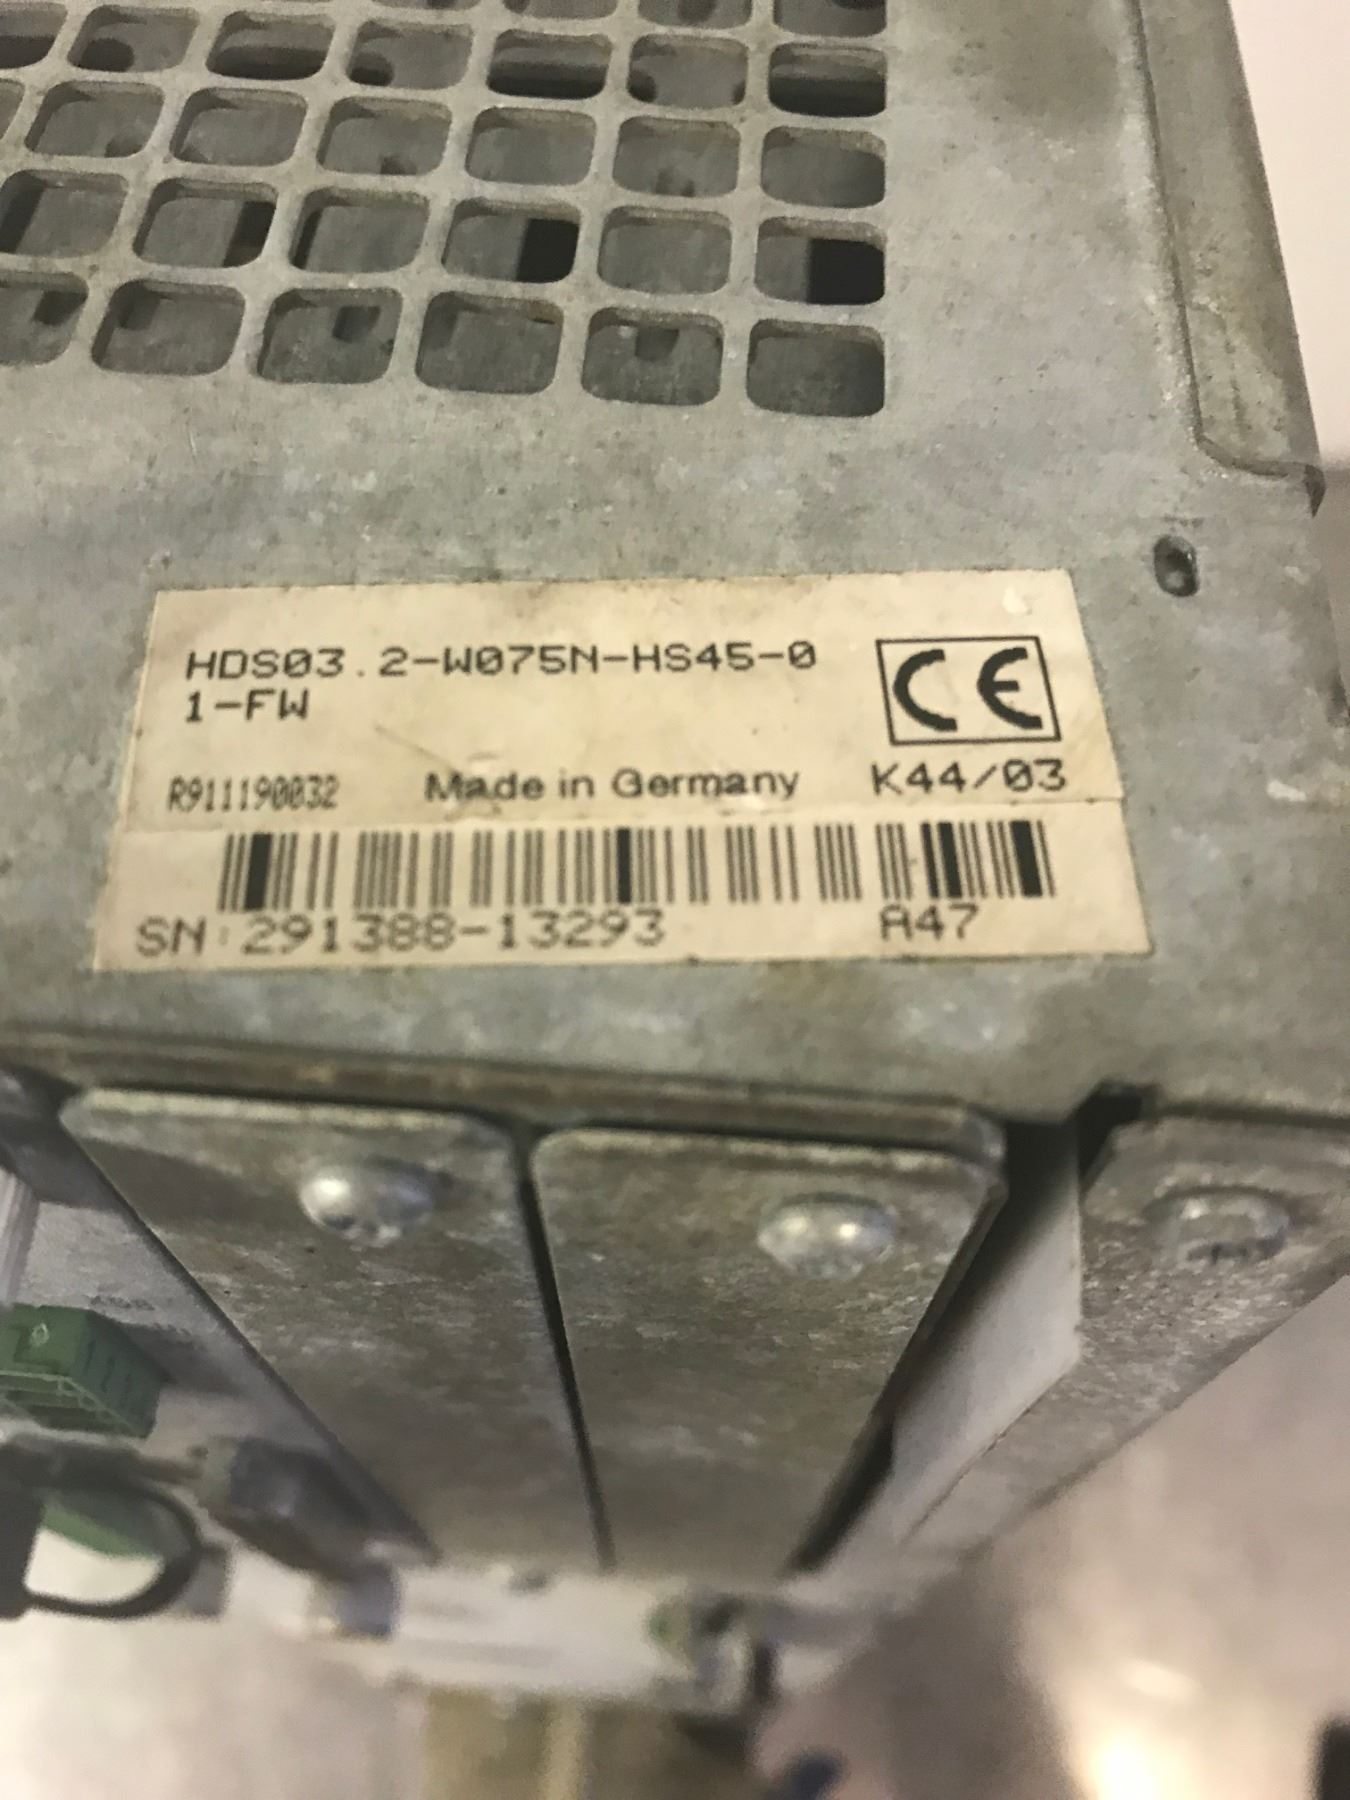 HDS03.2-W075N-HS45-0
1-FW
CE
R911190032 Made in Germany K44/03
SN:291388-13293 A47